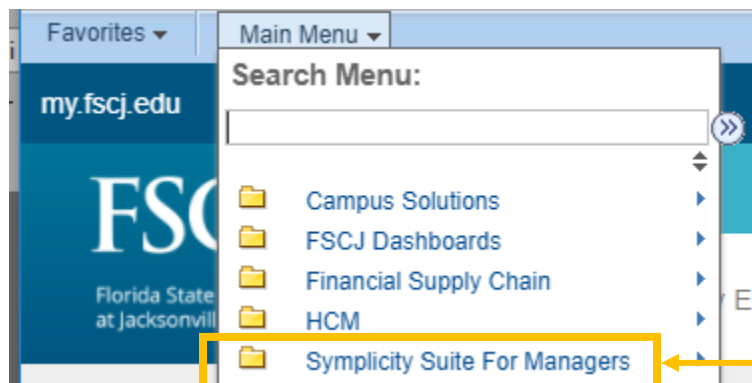 Favorites
Main Menu
Search Menu:
my.fscj.edu
Campus Solutions
FSC
FSCJ Dashboards
Financial Supply Chain
Florida State
at Jacksonvill
HCM
Symplicity Suite For Managers